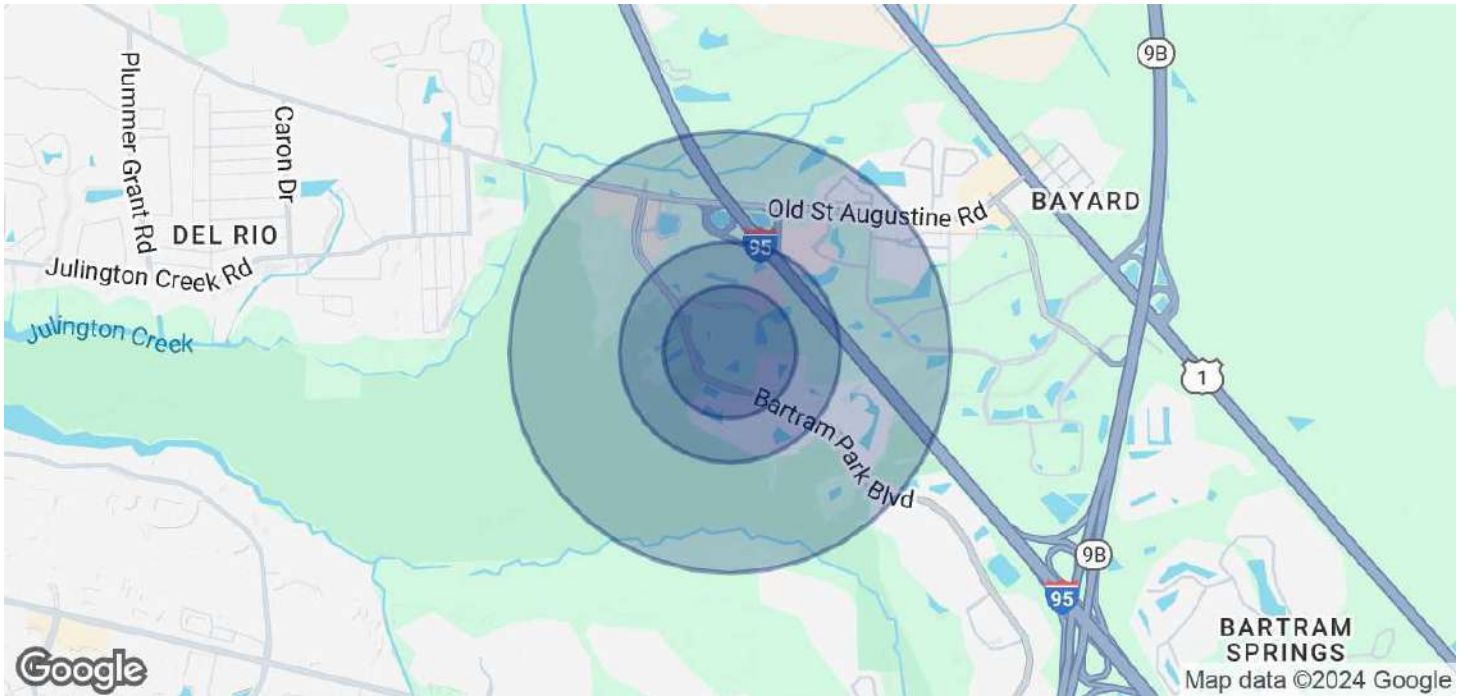 9B
Plummer Grant Rd
Caron Dr
Old St Augustine Rd
BAYARD
DEL RIO
95
Julington Creek Rd
Julington Creek
1
Bartram Park Blvd
9B
95
BARTRAM
SPRINGS
Google
Map data ©2024 Google